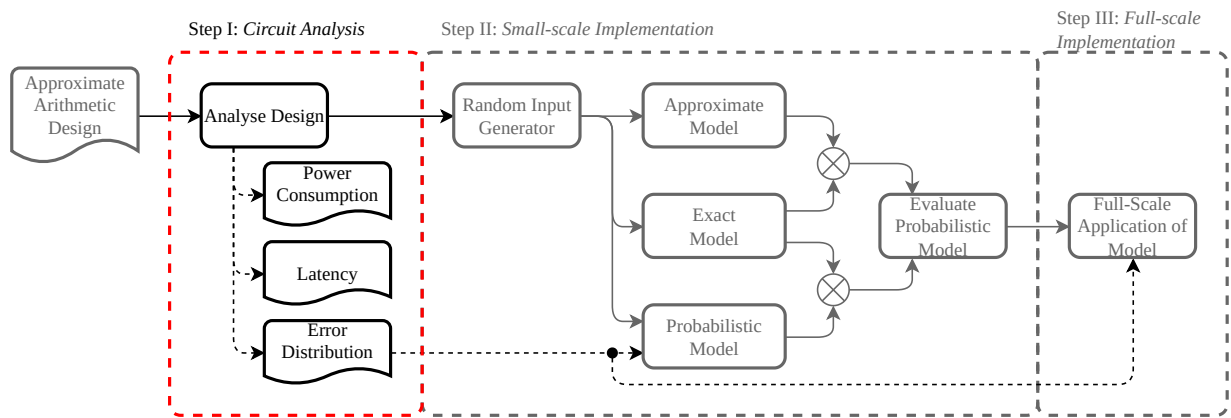 Step I: Circuit Analysis
Step II: Small-scale Implementation
Step III: Full-scale
Implementation
Approximate
Arithmetic
Design
Analyse Design
Power
Consumption
Latency
Error
Distribution
Random Input
Generator
Approximate
Model
Exact
Model
Probabilistic
Model
Evaluate
Probabilistic
Model
Full-Scale
Application of
Model